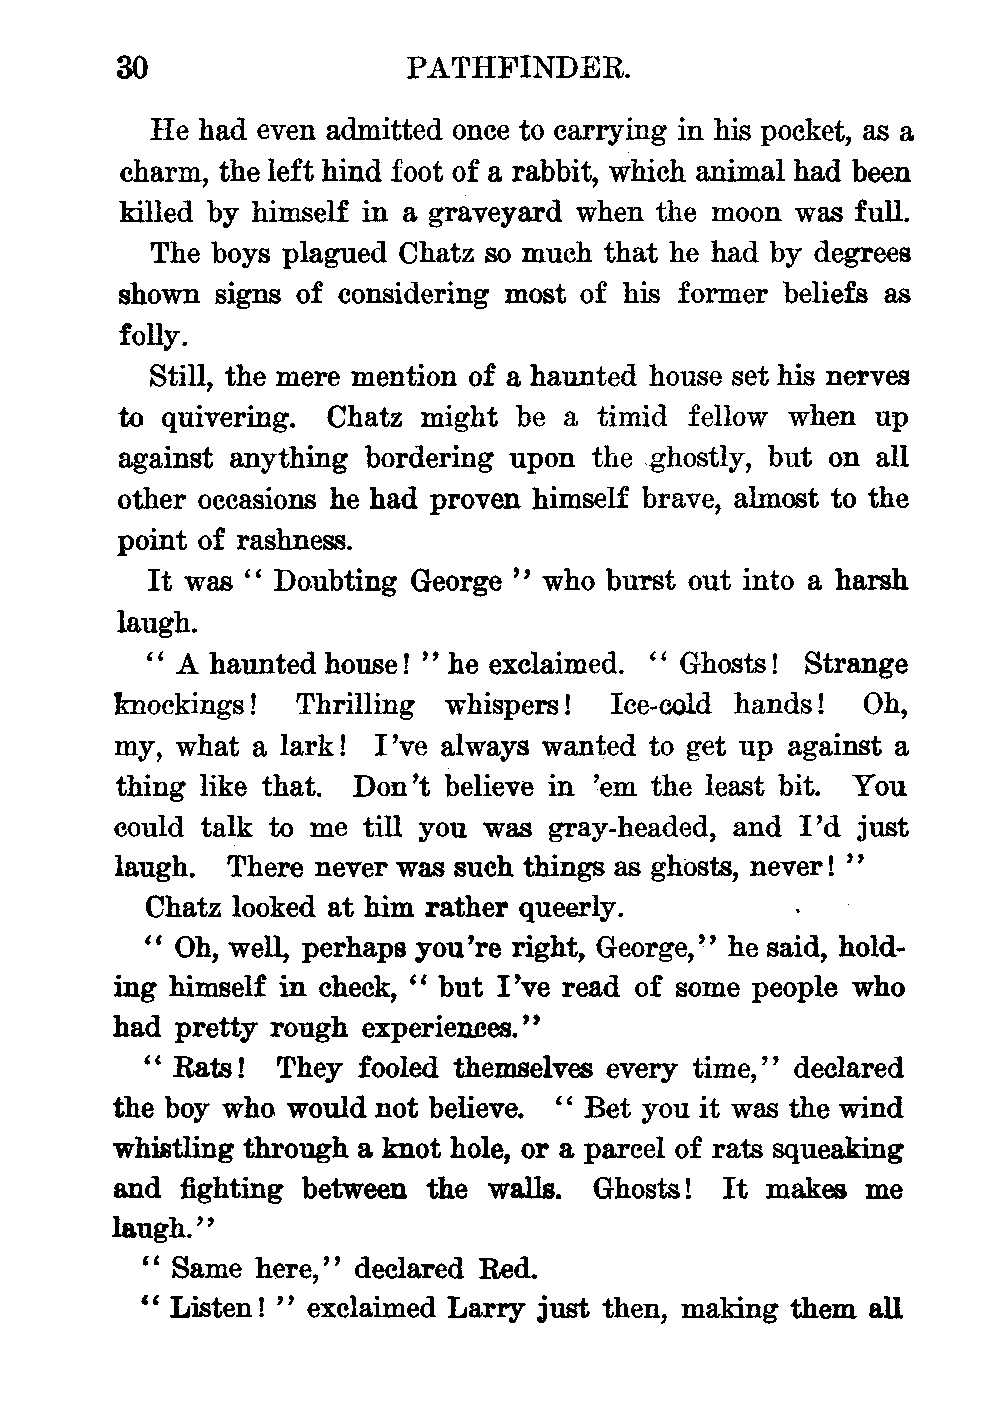 30 PATHFINDER.
He had even admitted once to carrying in his pocket, as a
charm, the left hind foot of a rabbit, which animal had been
killed by himself in a graveyard when the moon was full.
The boys plagued Chatz so much that he had by degrees
shown signs of considering most of his former beliefs as
folly.
Still, the mere mention of a haunted house set his nerves
to quivering. Chatz might be a timid fellow when up
against anything bordering upon the ghostly, but on all
other occasions he had proven himself brave, almost to the
point of rashness.
It was “ Doubting George ” who burst out into a harsh
laugh.
“ A haunted house! ” he exclaimed. “ Ghosts! Strange
knockings! Thrilling whispers! Ice-cold hands! Oh,
my, what a lark! I’ve always wanted to get up against a
thing like that. Don’t believe in ’em the least bit. You
could talk to me till you was gray-headed, and I’d just
laugh. There never was such things as ghosts, never! ”
Chatz looked at him rather queerly.
“ Oh, well, perhaps you’re right, George,” he said, hold-
ing himself in check, “ but I’ve read of some people who
had pretty rough experiences.”
“ Rats! They fooled themselves every time,” declared
the boy who would not believe. “ Bet you it was the wind
whistling through a knot hole, or a parcel of rats squeaking
and fighting between the walls. Ghosts! It makes me
laugh.”
“ Same here,” declared Red.
“ Listen! ” exclaimed Larry just then, making them all